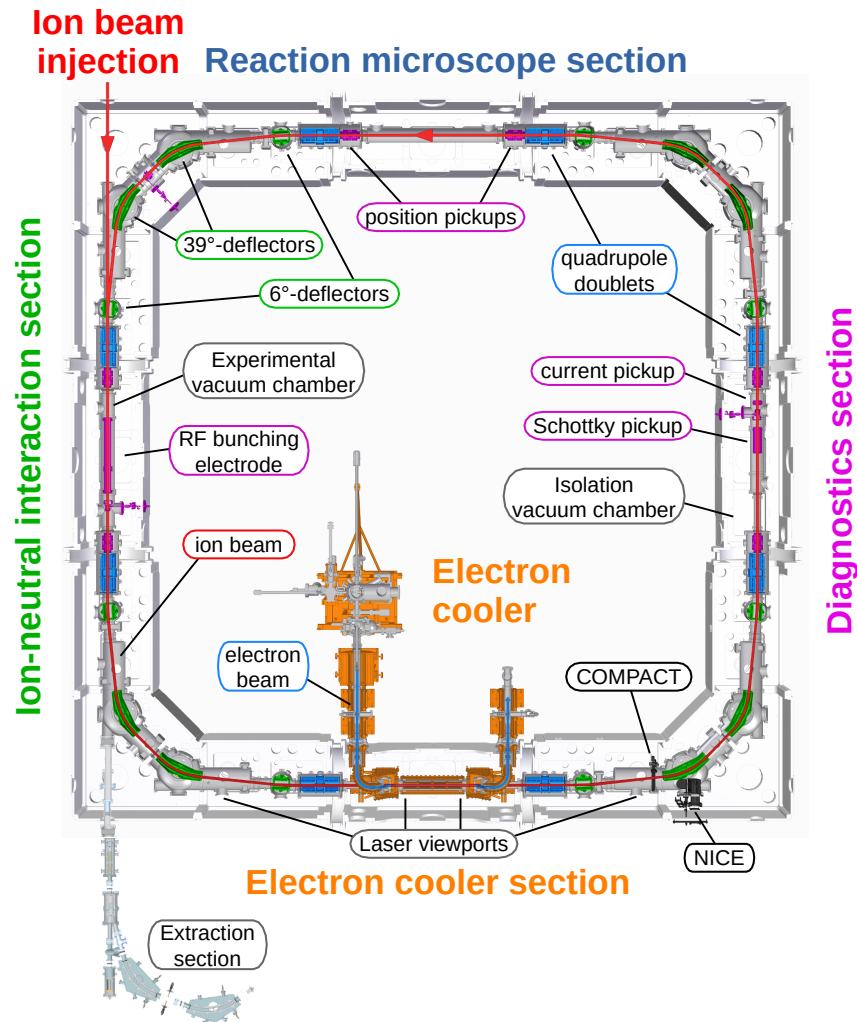 Ion beam
injection
Reaction microscope section
position pickups
39°-deflectors
quadrupole
doublets
6°-deflectors
Ion-neutral interaction section
Experimental
vacuum chamber
current pickup
Diagnostics section
Schottky pickup
RF bunching
electrode
Isolation
vacuum chamber
ion beam
Electron
cooler
electron
beam
COMPACT
Laser viewports
NICE
Electron cooler section
Extraction
section